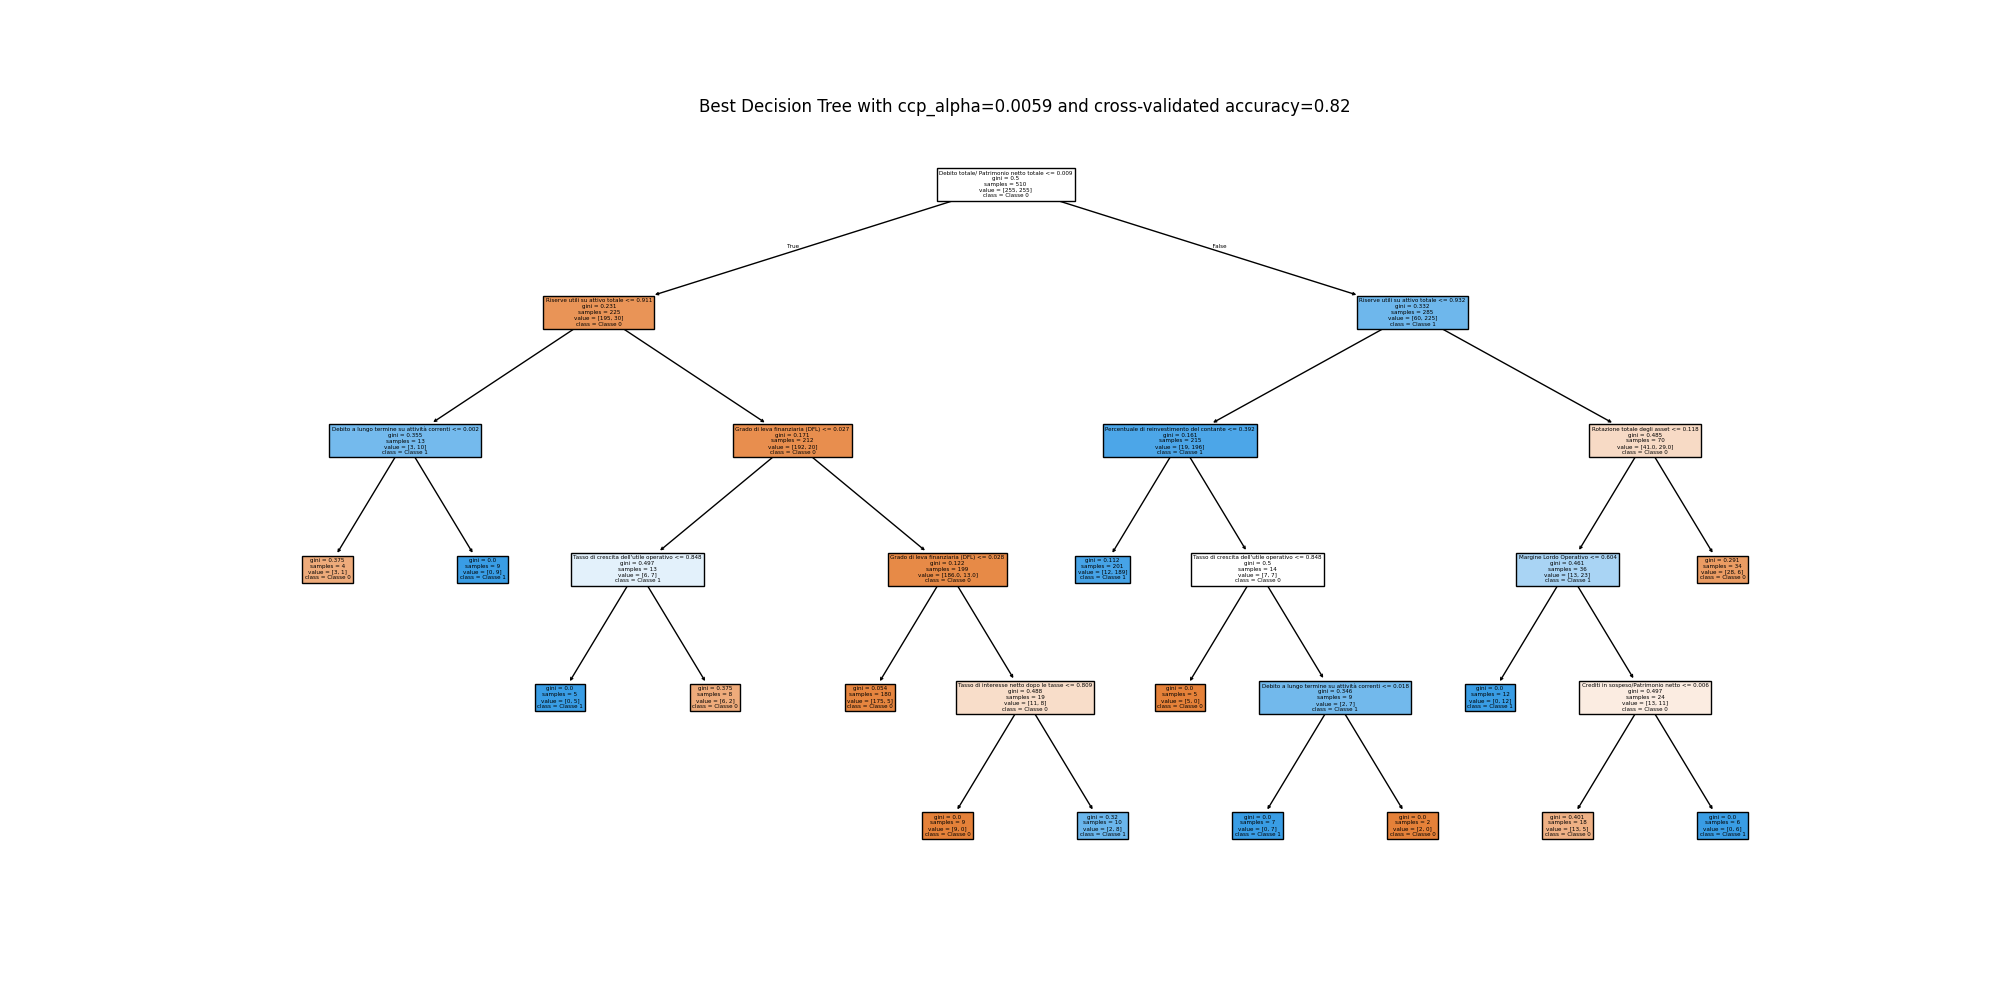 Best Decision Tree with ccp_alpha=0.0059 and cross-validated accuracy=0.82
Debito totale/ Patrimonio netto totale <= 0.009
gini = 0.5
samples = 510
value = [255, 255]
class = Classe 0
True
False
Riserve utili su attivo totale <= 0.911
gini = 0.231
samples = 225
value = [195, 30]
class = Classe 0
Riserve utili su attivo totale <= 0.932
gini = 0.332
samples = 285
value = [60, 225]
class = Classe 1
Debito a lungo termine su attività correnti <= 0.002
gini = 0.355
samples = 13
value = [3, 10]
class = Classe 1
Grado di leva finanziaria (DFL) <= 0.027
gini = 0.171
samples = 212
value = [192, 20]
class = Classe 0
Percentuale di reinvestimento del contante <= 0.392
gini = 0.161
samples = 215
value = [19, 196]
class = Classe 1
Rotazione totale degli asset <= 0.118
gini = 0.485
samples = 70
value = [41.0, 29.0]
class = Classe 0
gini = 0.375
samples = 4
value = [3, 1]
class = Classe 0
gini = 0.0
samples = 9
value = [0, 9]
class = Classe 1
Tasso di crescita dell'utile operativo <= 0.848
gini = 0.497
samples = 13
value = [6, 7]
class = Classe 1
Grado di leva finanziaria (DFL) <= 0.028
gini = 0.122
samples = 199
value = [186.0, 13.0]
class = Classe 0
gini = 0.112
samples = 201
value = [12, 189]
class = Classe 1
Tasso di crescita dell'utile operativo <= 0.848
gini = 0.5
samples = 14
value = [7, 7]
class = Classe 0
Margine Lordo Operativo <= 0.604
gini = 0.461
samples = 36
value = [13, 23]
class = Classe 1
gini = 0.291
samples = 34
value = [28, 6]
class = Classe 0
gini = 0.0
samples = 5
value = [0, 5]
class = Classe 1
gini = 0.375
samples = 8
value = [6, 2]
class = Classe 0
gini = 0.054
samples = 180
value = [175, 5]
class = Classe 0
Tasso di interesse netto dopo le tasse <= 0.809
gini = 0.488
samples = 19
value = [11, 8]
class = Classe 0
gini = 0.0
samples = 5
value = [5, 0]
class = Classe 0
Debito a lungo termine su attività correnti <= 0.018
gini = 0.346
samples = 9
value = [2, 7]
class = Classe 1
gini = 0.0
samples = 12
value = [0, 12]
class = Classe 1
Crediti in sospeso/Patrimonio netto <= 0.006
gini = 0.497
samples = 24
value = [13, 11]
class = Classe 0
gini = 0.0
samples = 9
value = [9, 0]
class = Classe 0
gini = 0.32
samples = 10
value = [2, 8]
class = Classe 1
gini = 0.0
samples = 7
value = [0, 7]
class = Classe 1
gini = 0.0
samples = 2
value = [2, 0]
class = Classe 0
gini = 0.401
samples = 18
value = [13, 5]
class = Classe 0
gini = 0.0
samples = 6
value = [0, 6]
class = Classe 1